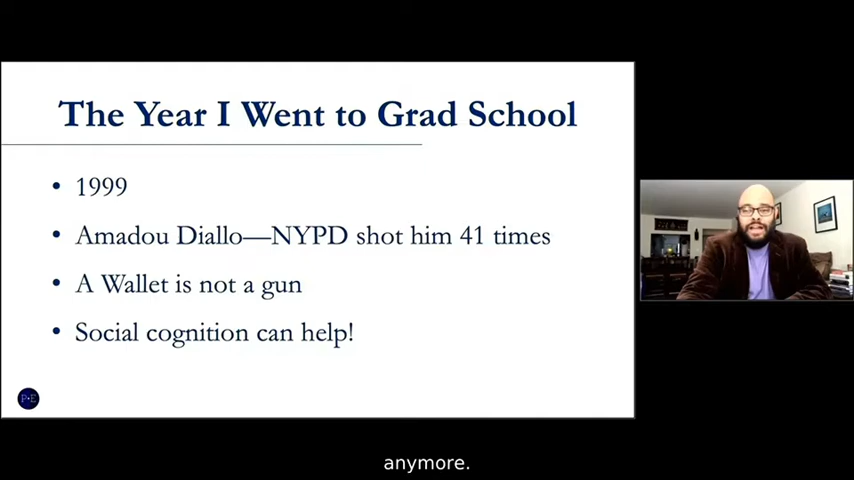 The Year I Went to Grad School
• 1999
• Amadou Diallo—NYPD shot him 41 times
• A Wallet is not a gun
• Social cognition can help!
P•E
anymore.